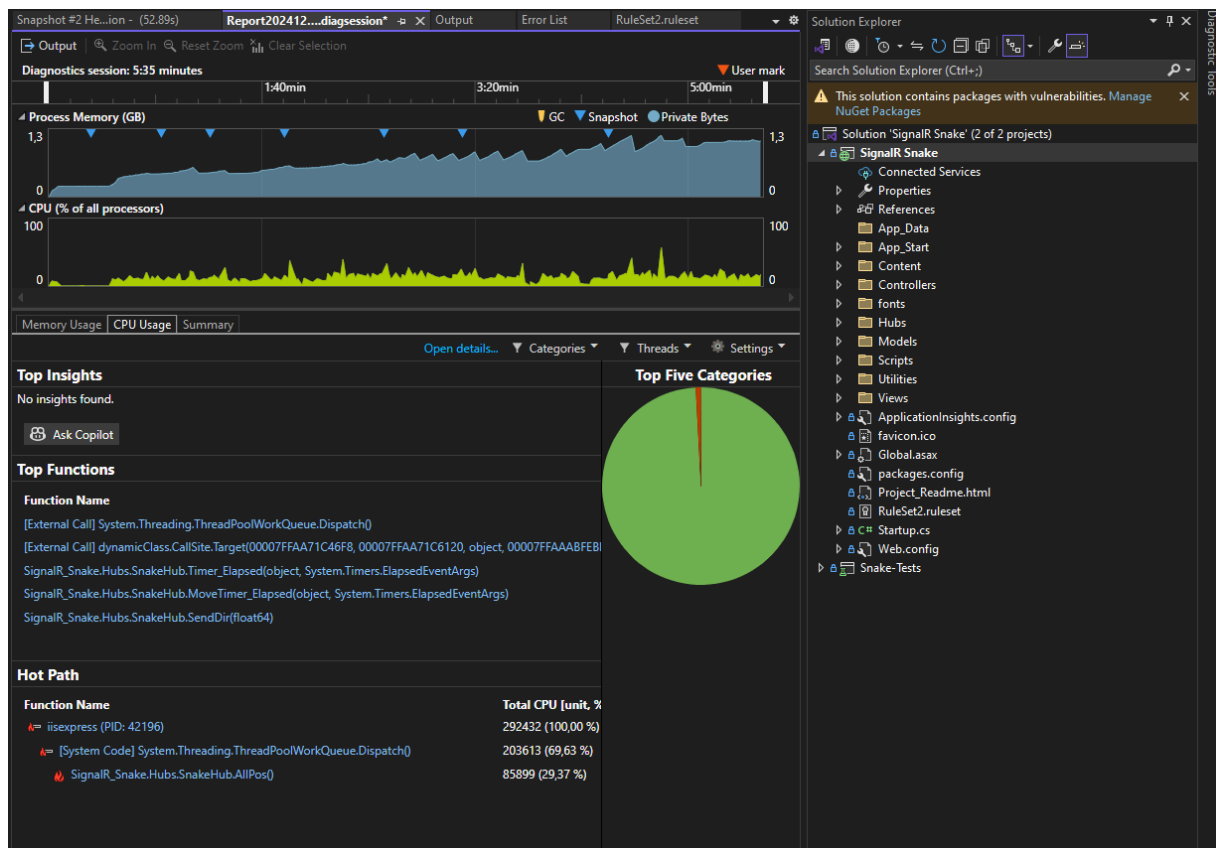 Snapshot #2 He...ion - (52.89s)
Report202412....diagsession*
Output
Error List
RuleSet2.ruleset
Output
Zoom In
Reset Zoom
Clear Selection
Diagnostics session: 5:35 minutes
User mark
1:40min
3:20min
5:00min
Process Memory (GB)
GC
Snapshot
Private Bytes
1,3
1,3
0
0
CPU (% of all processors)
100
100
0
0
Memory Usage
CPU Usage
Summary
Open details...
Categories
Threads
Settings
Top Insights
No insights found.
Ask Copilot
Top Functions
Function Name
[External Call] System.Threading.ThreadPoolWorkQueue.Dispatch()
[External Call] dynamicClass.CallSite.Target(00007FFAA71C46F8, 00007FFAA71C6120, object, 00007FFAAABFEB
SignalR_Snake.Hubs.SnakeHub.Timer_Elapsed(object, System.Timers.ElapsedEventArgs)
SignalR_Snake.Hubs.SnakeHub.MoveTimer_Elapsed(object, System.Timers.ElapsedEventArgs)
SignalR_Snake.Hubs.SnakeHub.SendDir(float64)
Hot Path
Function Name
Total CPU [unit, %
iisexpress (PID: 42196)
292432 (100,00 %)
[System Code] System.Threading.ThreadPoolWorkQueue.Dispatch()
203613 (69,63 %)
SignalR_Snake.Hubs.SnakeHub.AllPos()
85899 (29,37 %)
Top Five Categories
Solution Explorer
Search Solution Explorer (Ctrl+;)
This solution contains packages with vulnerabilities. Manage
NuGet Packages
Solution 'SignalR Snake' (2 of 2 projects)
SignalR Snake
Connected Services
Properties
References
App_Data
App_Start
Content
Controllers
fonts
Hubs
Models
Scripts
Utilities
Views
ApplicationInsights.config
favicon.ico
Global.asax
packages.config
Project_Readme.html
RuleSet2.ruleset
C# Startup.cs
Web.config
Snake-Tests
Diagnostic Tools